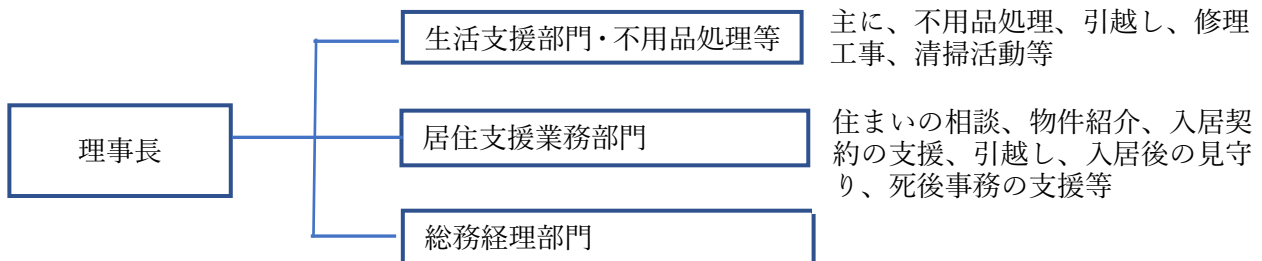 生活支援部門・不用品処理等
主に、不用品処理、引越し、修理
工事、清掃活動等
理事長
居住支援業務部門
住まいの相談、物件紹介、入居契
約の支援、引越し、入居後の見守
り、死後事務の支援等
総務経理部門